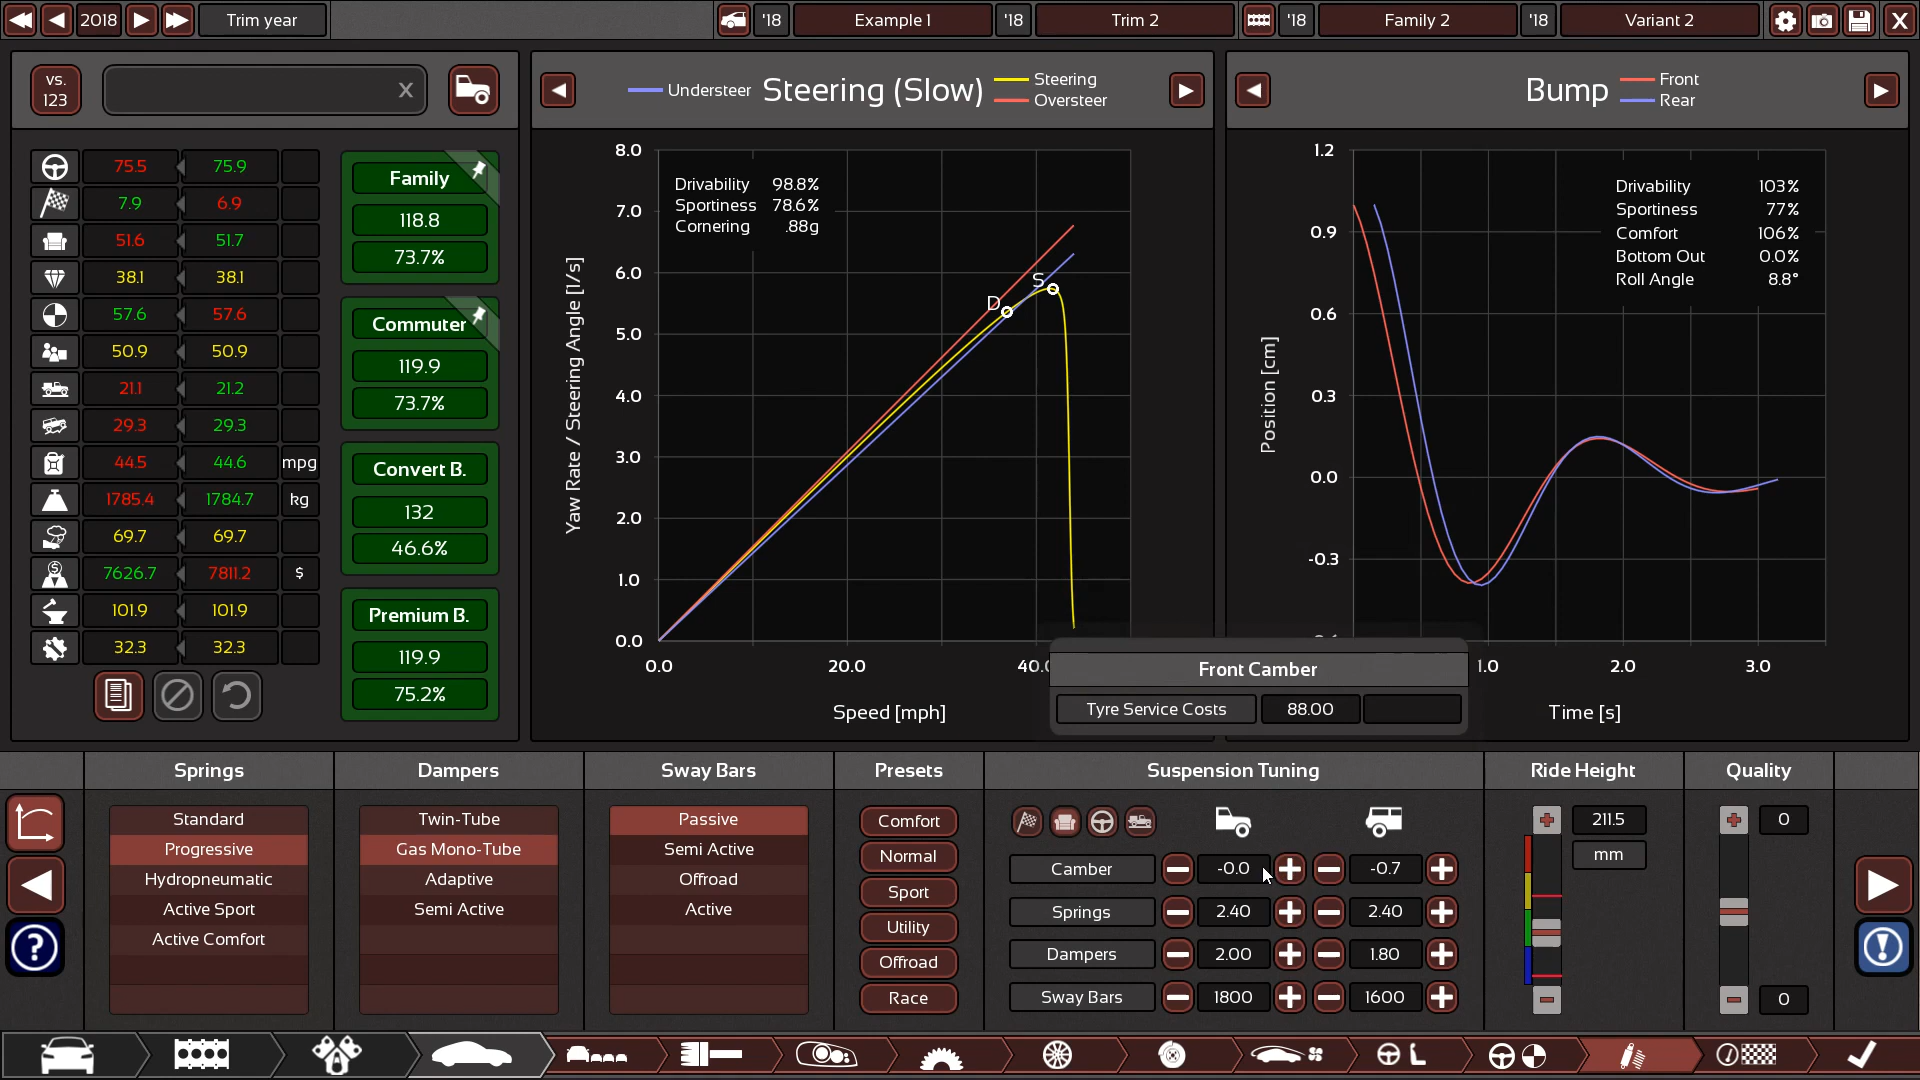 2018
Trim year
'18
Example 1
'18
Trim 2
'18
Family 2
'18
Variant 2
X
vs.
123
x
75.5
75.9
7.9
6.9
51.6
51.7
38.1
38.1
57.6
57.6
50.9
50.9
21.1
21.2
29.3
29.3
44.5
44.6
mpg
1785.4
1784.7
kg
69.7
69.7
7626.7
7811.2
$
101.9
101.9
32.3
32.3
Family
118.8
73.7%
Commuter
119.9
73.7%
Convert B.
132
46.6%
Premium B.
119.9
75.2%
Understeer
Steering (Slow)
Steering
Oversteer
8.0
7.0
6.0
5.0
4.0
3.0
2.0
1.0
0.0
Yaw Rate / Steering Angle [1/s]
Drivability 98.8%
Sportiness 78.6%
Cornering .88g
D
S
0.0
20.0
Speed [mph]
Bump
Front
Rear
1.2
0.9
0.6
0.3
0.0
-0.3
Position [cm]
Drivability 103%
Sportiness 77%
Comfort 106%
Bottom Out 0.0%
Roll Angle 8.8°
1.0
2.0
3.0
Time [s]
Front Camber
Tyre Service Costs
88.00
Springs
Standard
Progressive
Hydropneumatic
Active Sport
Active Comfort
Dampers
Twin-Tube
Gas Mono-Tube
Adaptive
Semi Active
Sway Bars
Passive
Semi Active
Offroad
Active
Presets
Comfort
Normal
Sport
Utility
Offroad
Race
Suspension Tuning
Camber
-0.0
-0.7
Springs
2.40
2.40
Dampers
2.00
1.80
Sway Bars
1800
1600
Ride Height
211.5
mm
Quality
0
0
?
!